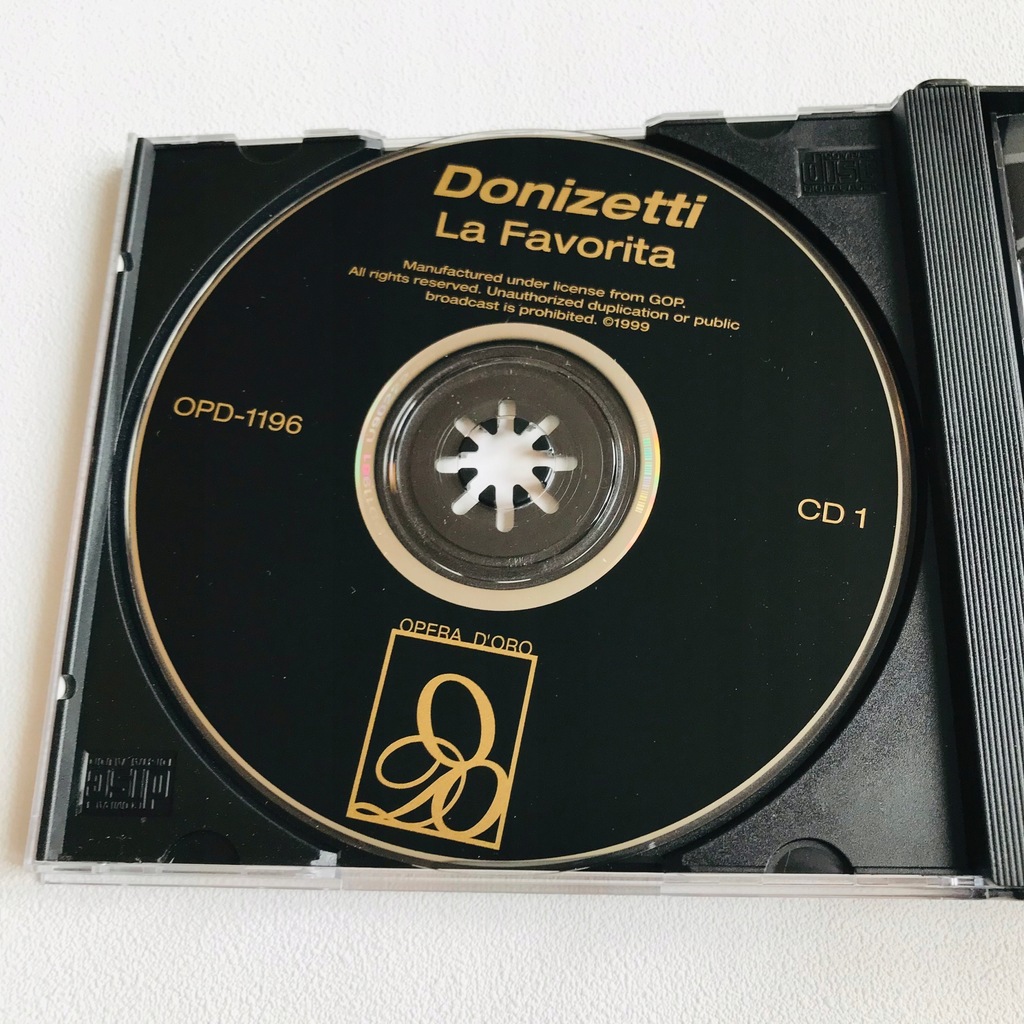 Donizetti
La Favorita
Manufactured under license from GOP.
All rights reserved. Unauthorized duplication or public
broadcast is prohibited. ©1999
OPD-1196
CD 1
OPERA D'ORO